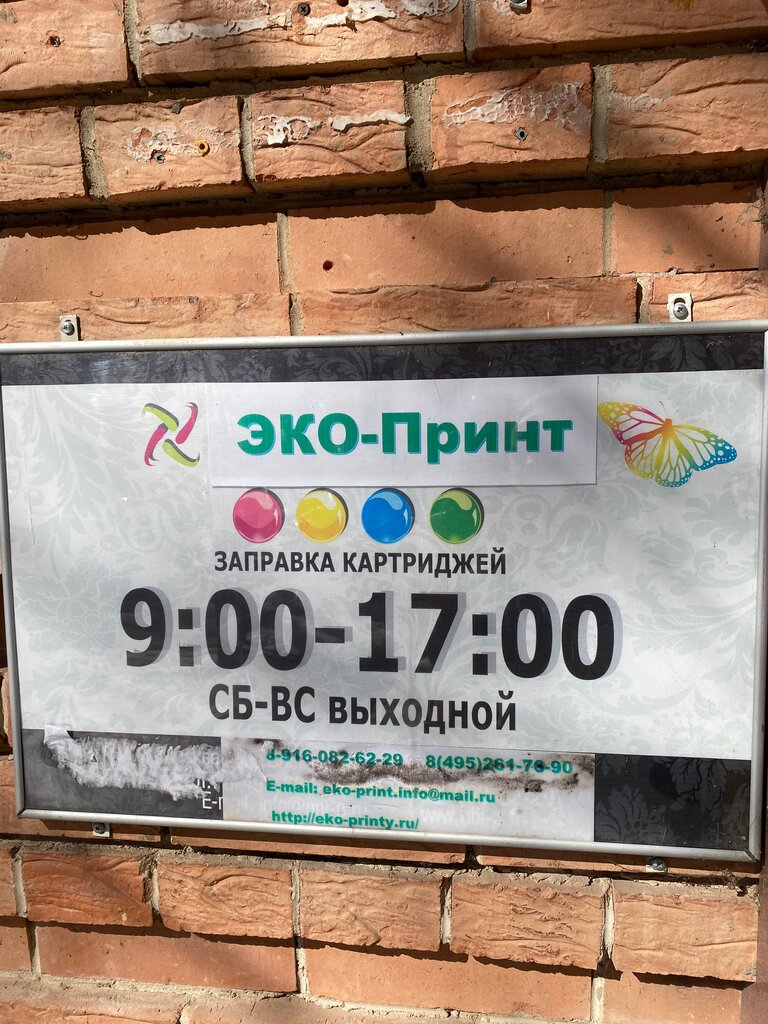 ЭКО-Принт
ЗАПРАВКА КАРТРИДЖЕЙ
9:00-17:00
СБ-ВС ВЫХОДНОЙ
8-916-082-62-29 8(495)261-78-90
E-mail: eko-print.info@mail.ru
http://eko-printy.ru/